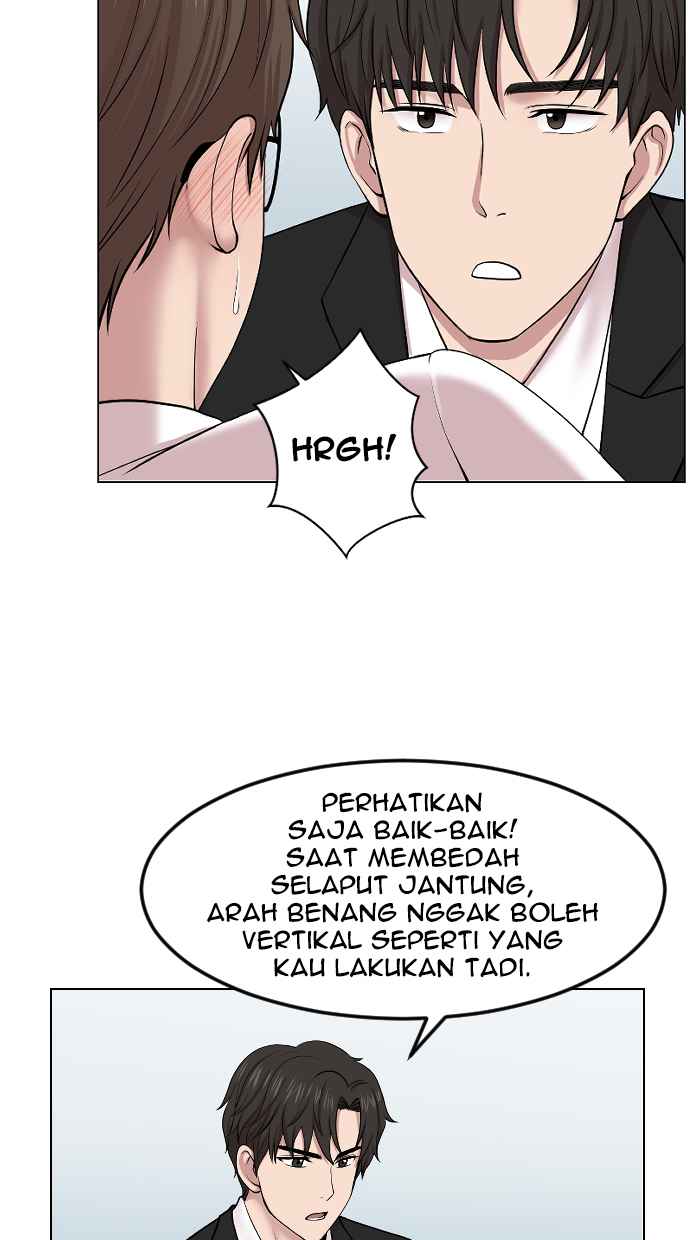 HRGH!
PERHATIKAN
SAJA BAIK-BAIK!
SAAT MEMBEDAH
SELAPUT JANTUNG,
ARAH BENANG NGGAK BOLEH
VERTIKAL SEPERTI YANG
KAU LAKUKAN TADI.